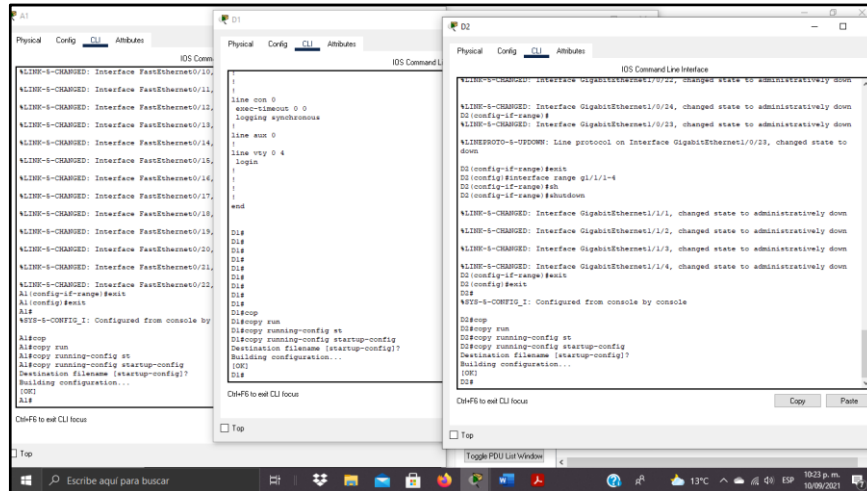 A1
Physical Config CLI Attributes
IOS Comm
%LINK-5-CHANGED: Interface FastEthernet0/10,
%LINK-5-CHANGED: Interface FastEthernet0/11,
%LINK-5-CHANGED: Interface FastEthernet0/12,
%LINK-5-CHANGED: Interface FastEthernet0/13,
%LINK-5-CHANGED: Interface FastEthernet0/14,
%LINK-5-CHANGED: Interface FastEthernet0/15,
%LINK-5-CHANGED: Interface FastEthernet0/16,
%LINK-5-CHANGED: Interface FastEthernet0/17,
%LINK-5-CHANGED: Interface FastEthernet0/18,
%LINK-5-CHANGED: Interface FastEthernet0/19,
%LINK-5-CHANGED: Interface FastEthernet0/20,
%LINK-5-CHANGED: Interface FastEthernet0/21,
%LINK-5-CHANGED: Interface FastEthernet0/22,
A1(config-if-range)#exit
A1(config)#exit
A1#
%SYS-5-CONFIG_I: Configured from console by
A1#cop
A1#copy run
A1#copy running-config st
A1#copy running-config startup-config
Destination filename [startup-config]?
Building configuration...
[OK]
A1#
Ctrl+F6 to exit CLI focus
Top
D1
Physical Config CLI Attributes
IOS Command Li
!
!
!
line con 0
exec-timeout 0 0
logging synchronous
!
line aux 0
!
line vty 0 4
login
!
!
!
!
end
D1#
D1#
D1#
D1#
D1#
D1#
D1#
D1#
D1#cop
D1#copy run
D1#copy running-config st
D1#copy running-config startup-config
Destination filename [startup-config]?
Building configuration...
[OK]
D1#
Ctrl+F6 to exit CLI focus
Top
D2
Physical Config CLI Attributes
IOS Command Line Interface
%LINK-5-CHANGED: Interface GigabitEthernet1/0/22, changed state to administratively down
%LINK-5-CHANGED: Interface GigabitEthernet1/0/24, changed state to administratively down
D2(config-if-range)#
%LINK-5-CHANGED: Interface GigabitEthernet1/0/23, changed state to administratively down
%LINEPROTO-5-UPDOWN: Line protocol on Interface GigabitEthernet1/0/23, changed state to
down
D2(config-if-range)#exit
D2(config)#interface range g1/1/1-4
D2(config-if-range)#sh
D2(config-if-range)#shutdown
%LINK-5-CHANGED: Interface GigabitEthernet1/1/1, changed state to administratively down
%LINK-5-CHANGED: Interface GigabitEthernet1/1/2, changed state to administratively down
%LINK-5-CHANGED: Interface GigabitEthernet1/1/3, changed state to administratively down
%LINK-5-CHANGED: Interface GigabitEthernet1/1/4, changed state to administratively down
D2(config-if-range)#exit
D2(config)#exit
D2#
%SYS-5-CONFIG_I: Configured from console by console
D2#cop
D2#copy run
D2#copy running-config st
D2#copy running-config startup-config
Destination filename [startup-config]?
Building configuration...
[OK]
D2#
Ctrl+F6 to exit CLI focus
Copy Paste
Top
Toggle PDU List Window
Escribe aquí para buscar
13°C
ESP
10:23 p. m.
10/09/2021